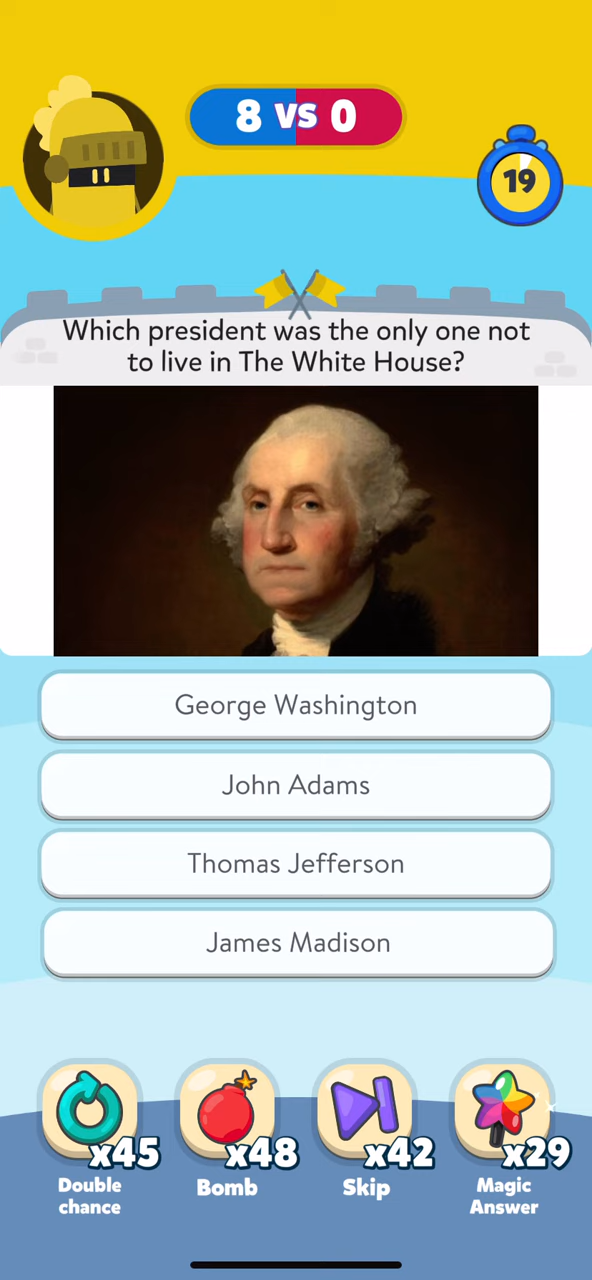 8 VS 0
19
Which president was the only one not
to live in The White House?
George Washington
John Adams
Thomas Jefferson
James Madison
x45
x48
x42
x29
Double
chance
Bomb
Skip
Magic
Answer